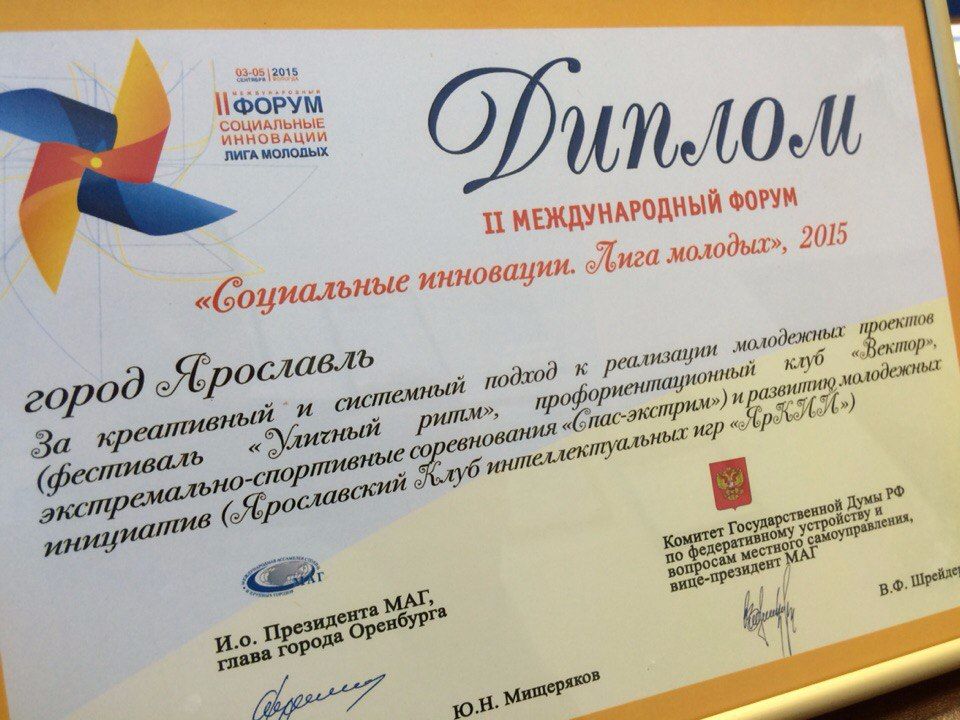 03-05 | 2015
СЕНТЯБРЯ | ВОЛОГДА
МЕЖДУНАРОДНЫЙ
II ФОРУМ
СОЦИАЛЬНЫЕ
ИННОВАЦИИ
ЛИГА МОЛОДЫХ
Диплом
II МЕЖДУНАРОДНЫЙ ФОРУМ
«Социальные инновации. Лига молодых», 2015
город Ярославль
За креативный и системный подход к реализации молодежных проектов
(фестиваль «Уличный ритм», профориентационный клуб «Вектор»,
экстремально-спортивные соревнования «Спас-экстрим») и развитию молодежных
инициатив (Ярославский Клуб интеллектуальных игр «ЯрКИЙ»)
МАГ
И.о. Президента МАГ,
глава города Оренбурга
Ю.Н. Мищеряков
Комитет Государственной Думы РФ
по федеративному устройству и
вопросам местного самоуправления,
вице-президент МАГ
В.Ф. Шрейдер